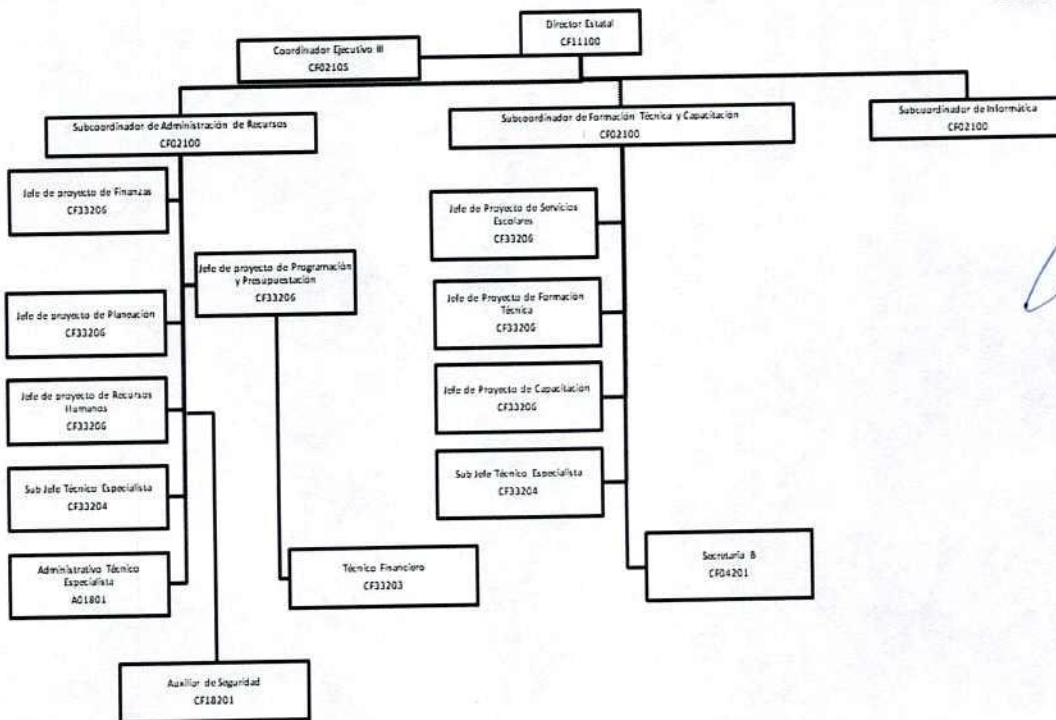 Director Estatal
CF11100
Coordinador Ejecutivo III
CF02105
Subcoordinador de Administración de Recursos
CF02100
Subcoordinador de Formación Técnica y Capacitación
CF02100
Subcoordinador de Informática
CF02100
Jefe de proyecto de Finanzas
CF33206
Jefe de proyecto de Programación
y Presupuestación
CF33206
Jefe de proyecto de Planeación
CF33206
Jefe de proyecto de Recursos
Humanos
CF33206
Sub Jefe Técnico Especialista
CF33204
Administrativo Técnico
Especialista
A01801
Técnico Financiero
CF33203
Auxiliar de Seguridad
CF18201
Jefe de Proyecto de Servicios
Escolares
CF33206
Jefe de Proyecto de Formación
Técnica
CF33206
Jefe de Proyecto de Capacitación
CF33206
Sub Jefe Técnico Especialista
CF33204
Secretaria B
CF04201